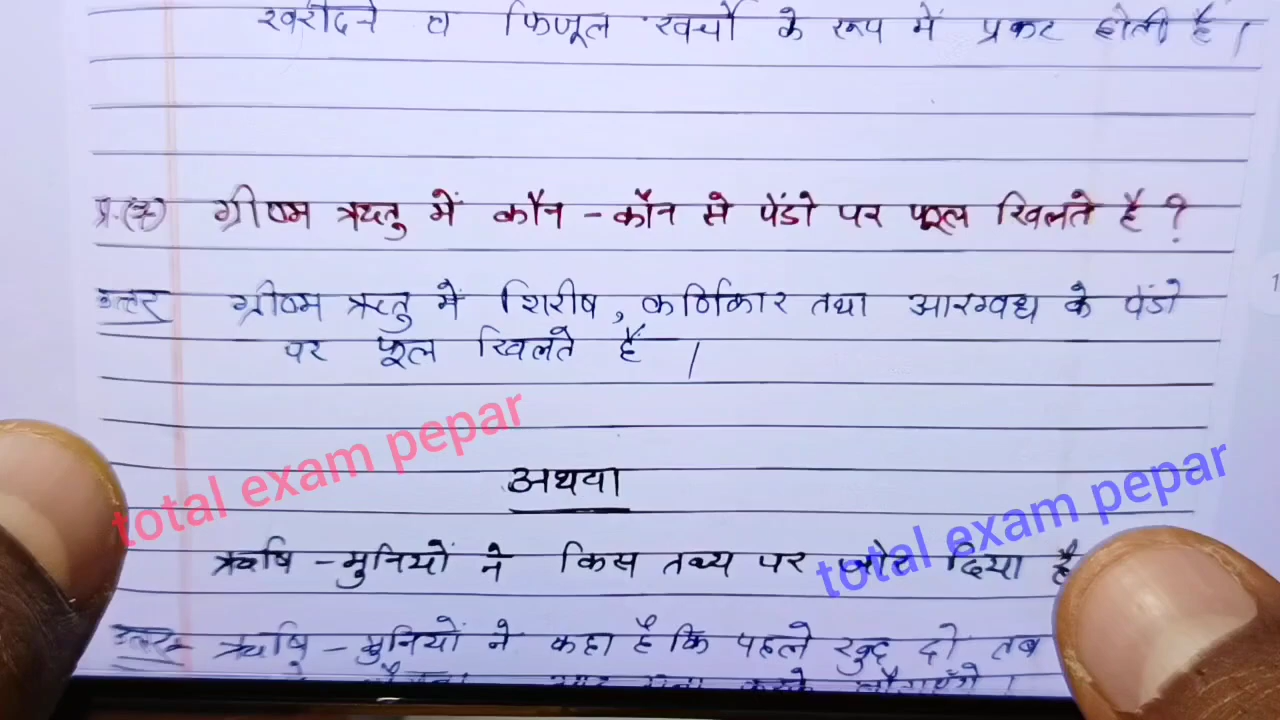 खरीदने व फिजूल खर्चो के रूप में प्रकट होती है।
प्र.(7) ग्रीष्म ऋतु में कौन-कौन से पेंडो पर फूल खिलते है?
उत्तर ग्रीष्म ऋतु में शिरीष, कर्णिकार तथा आरग्वध के पेंडो
पर फूल खिलते हैं।
total exam pepar
अथवा
total exam pepar
ऋषि-मुनियों ने किस तथ्य पर जोर दिया है
उत्तर- ऋषि-मुनियों ने कहा है कि पहले खुद दो तब